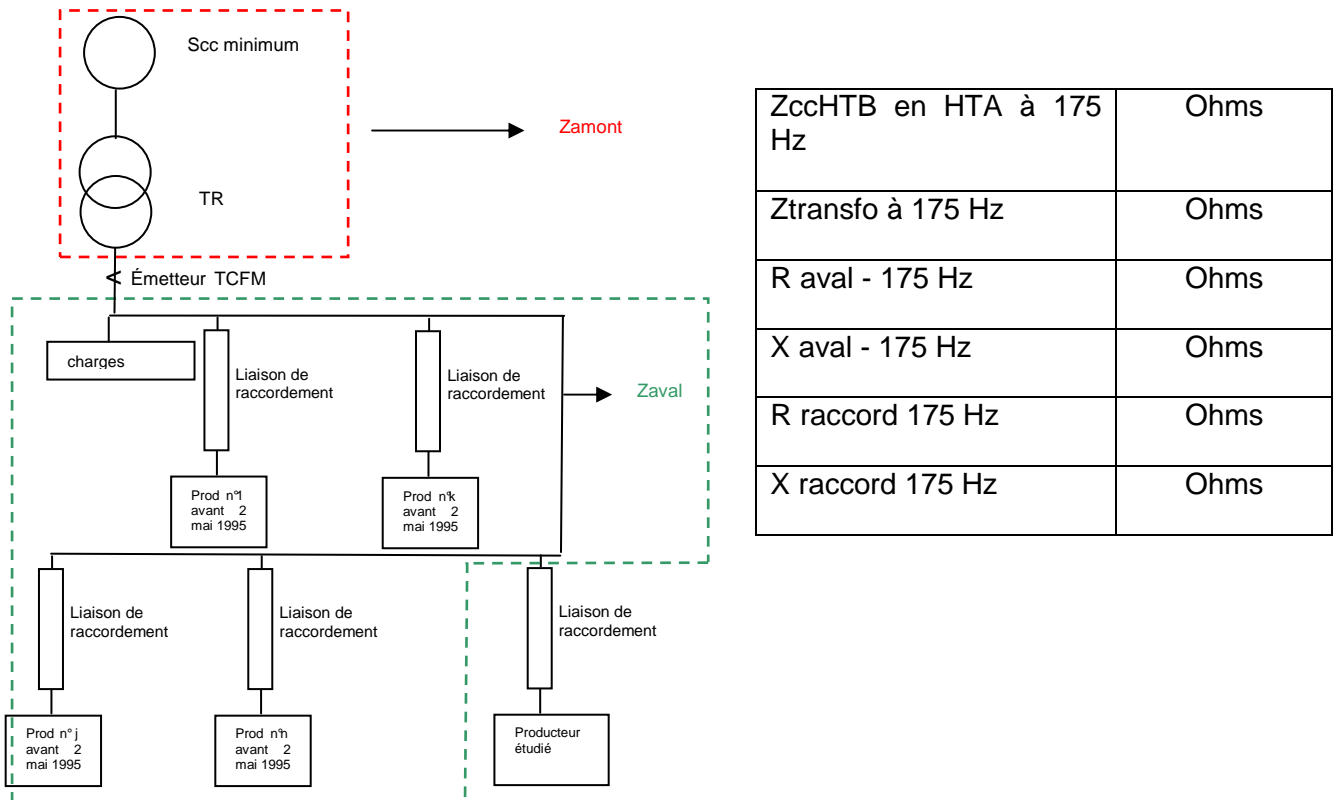 Scc minimum
Zamont
TR
Émetteur TCFM
charges
Liaison de
raccordement
Liaison de
raccordement
Zaval
Prod n°1
avant 2
mai 1995
Prod n°k
avant 2
mai 1995
Liaison de
raccordement
Liaison de
raccordement
Liaison de
raccordement
Prod n° j
avant 2
mai 1995
Prod n°n
avant 2
mai 1995
Producteur
étudié
ZccHTB en HTA à 175 Ohms
Hz
Ztransfo à 175 Hz Ohms
R aval - 175 Hz Ohms
X aval - 175 Hz Ohms
R raccord 175 Hz Ohms
X raccord 175 Hz Ohms